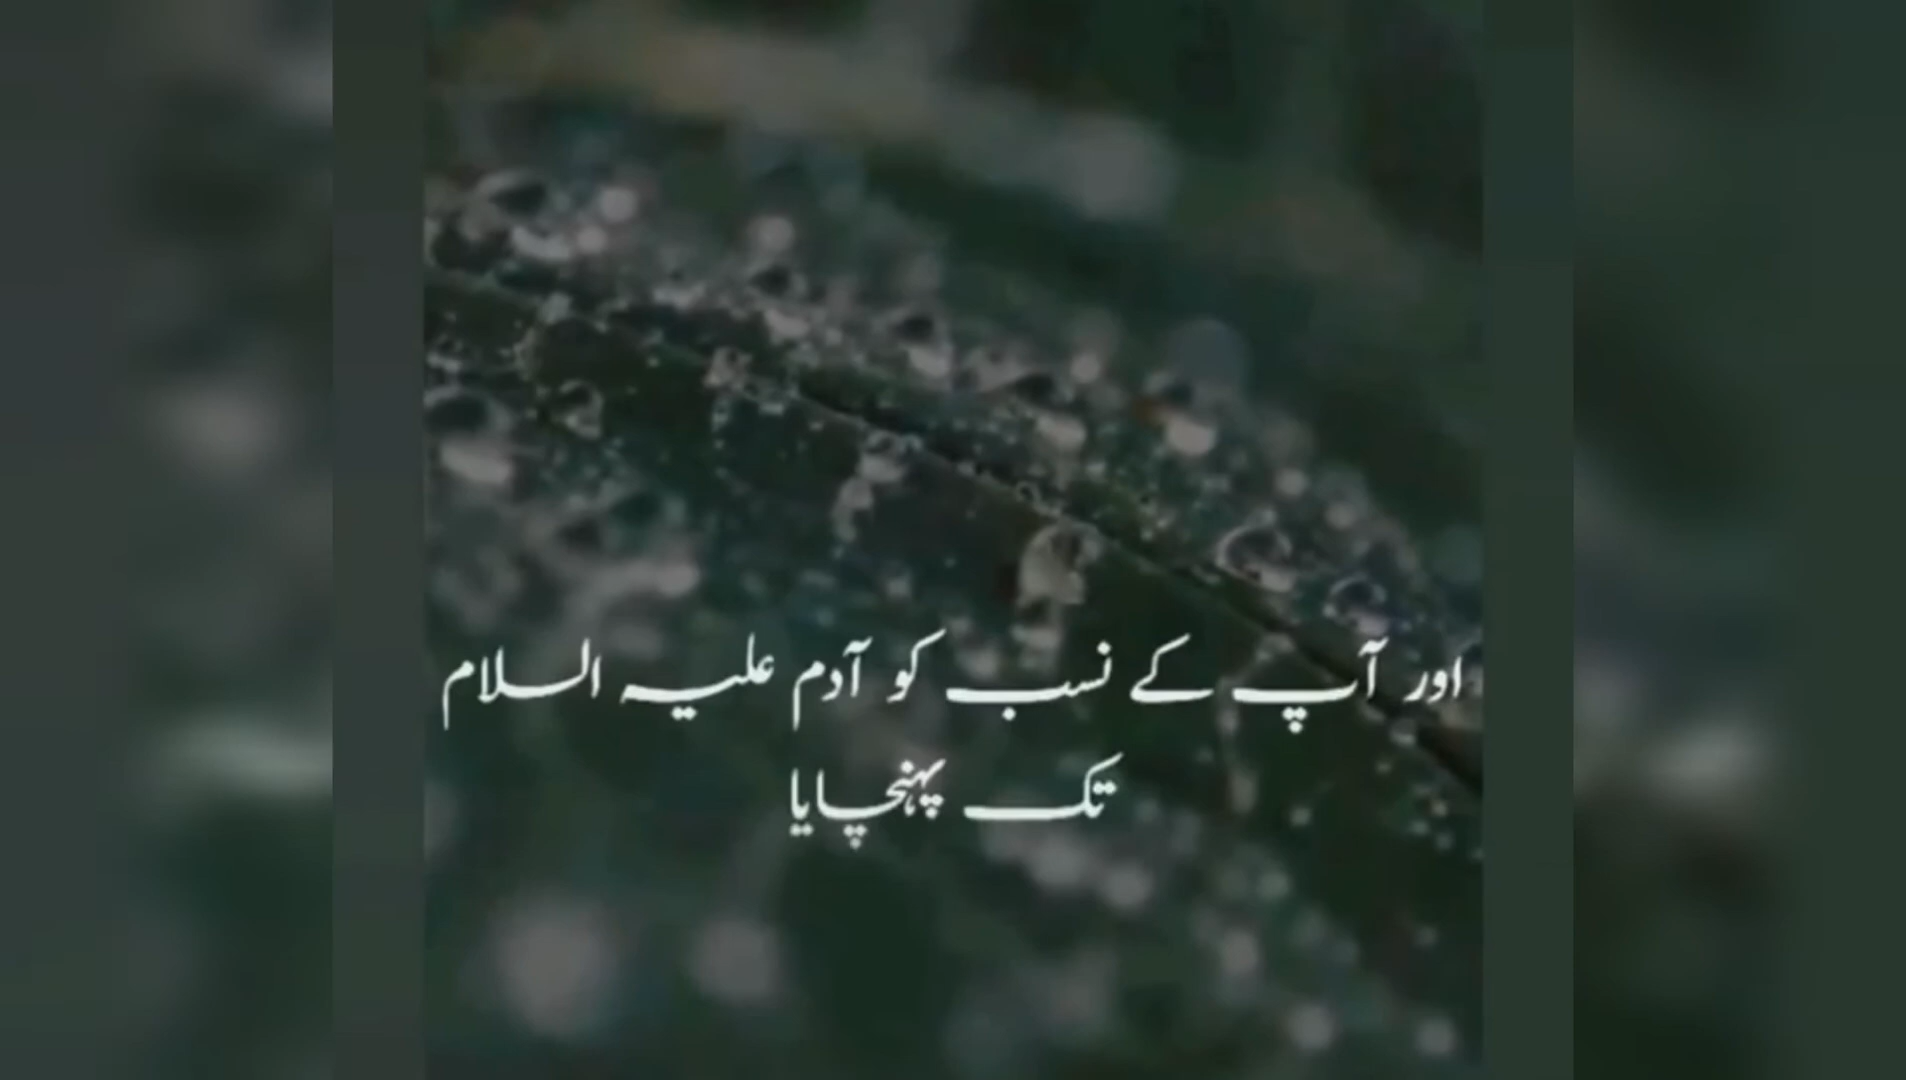 اور آپ کے نسب کو آدم علیہ السلام
تک پہنچایا